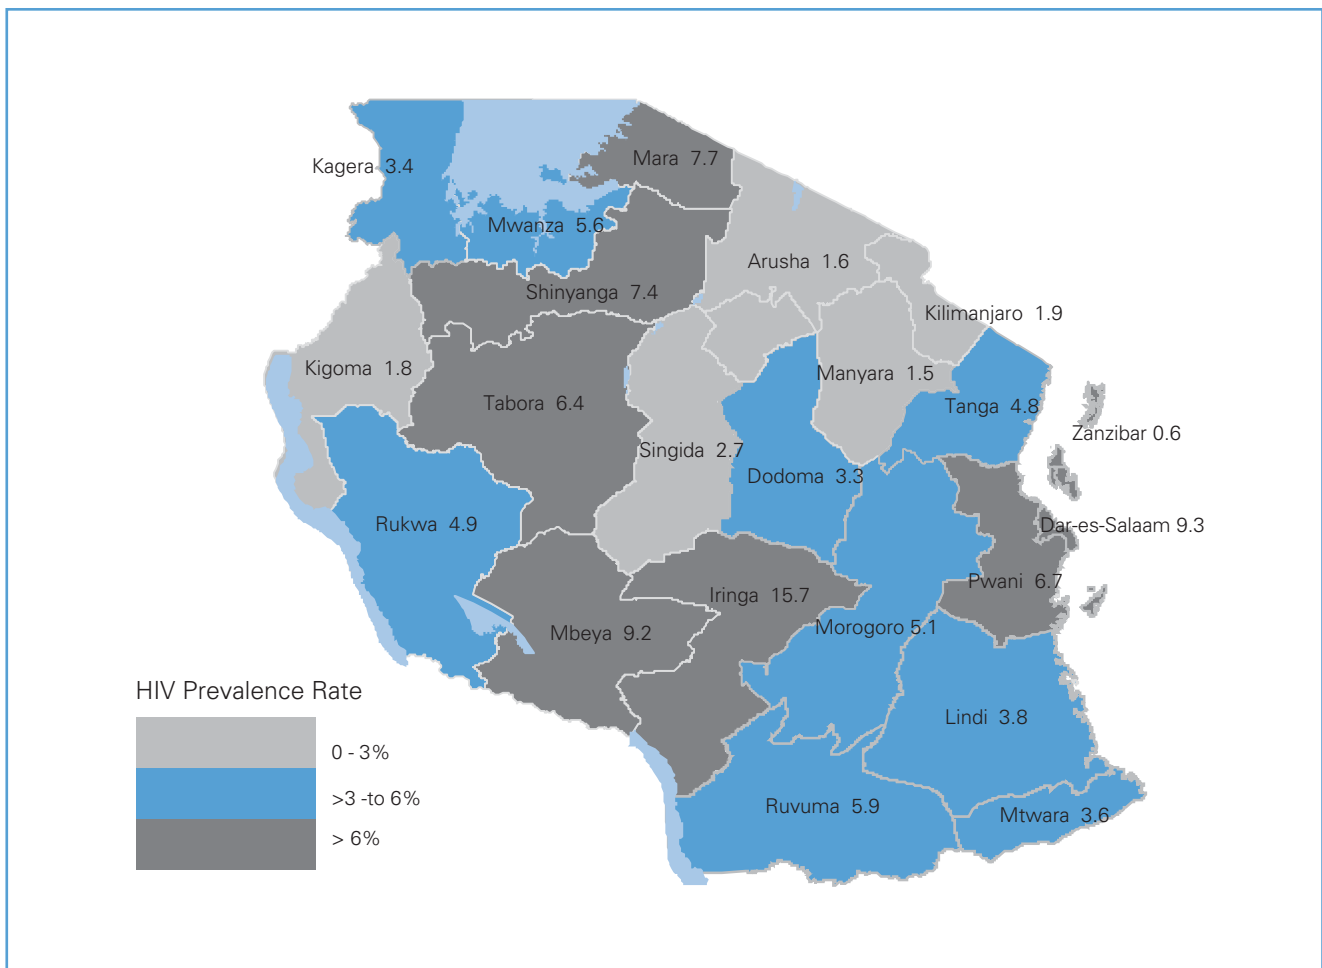 Mara 7.7
Kagera 3.4
Mwanza 5.6
Arusha 1.6
Shinyanga 7.4
Kilimanjaro 1.9
Kigoma 1.8
Manyara 1.5
Tabora 6.4
Tanga 4.8
Zanzibar 0.6
Singida 2.7
Dodoma 3.3
Rukwa 4.9
Dar-es-Salaam 9.3
Pwani 6.7
Iringa 15.7
Mbeya 9.2
Morogoro 5.1
HIV Prevalence Rate
Lindi 3.8
0 - 3%
>3 -to 6%
Ruvuma 5.9
Mtwara 3.6
> 6%